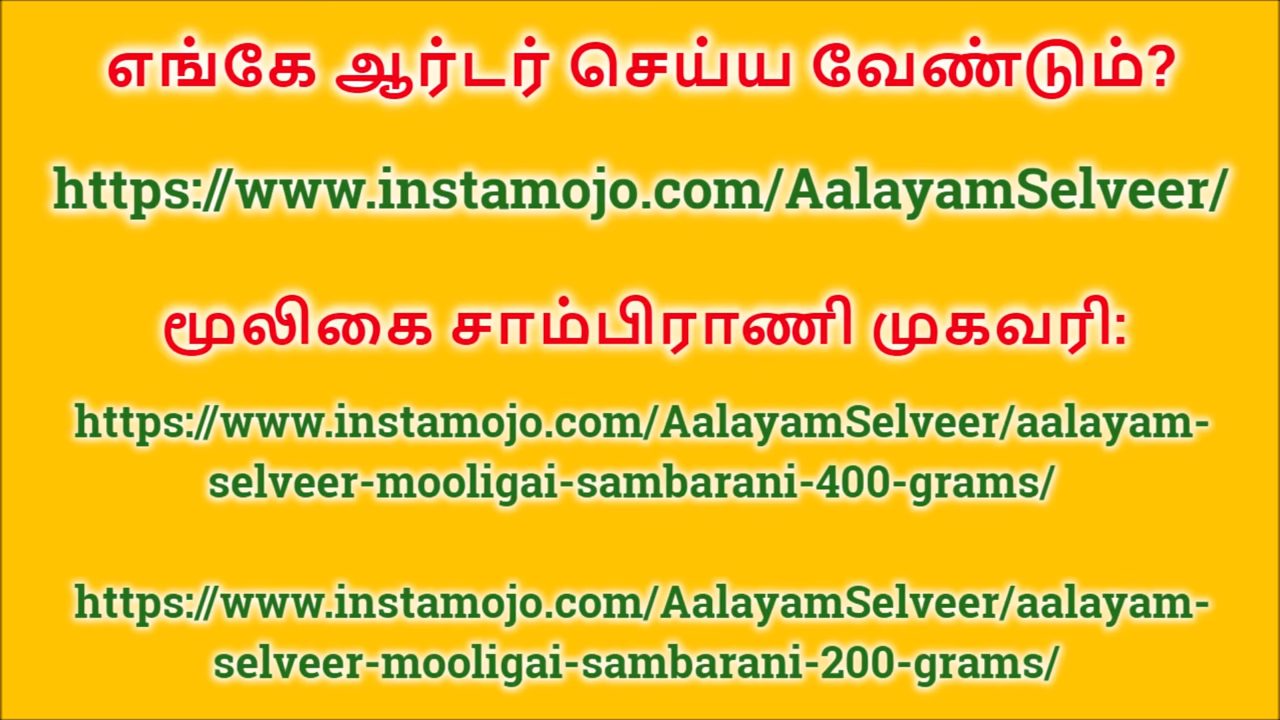 எங்கே ஆர்டர் செய்ய வேண்டும்?
https://www.instamojo.com/AalayamSelveer/
மூலிகை சாம்பிராணி முகவரி:
https://www.instamojo.com/AalayamSelveer/aalayam-
selveer-mooligai-sambarani-400-grams/
https://www.instamojo.com/AalayamSelveer/aalayam-
selveer-mooligai-sambarani-200-grams/